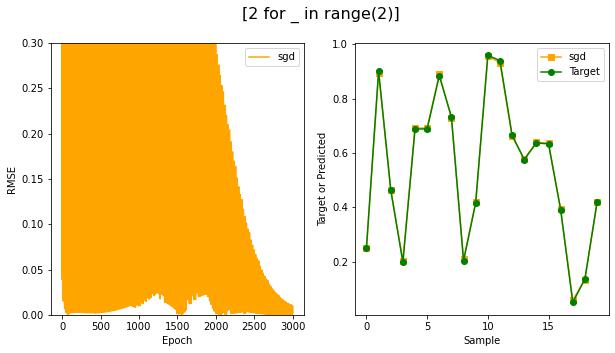 [2 for _ in range(2)]
0.30
0.25
0.20
0.15
0.10
0.05
0.00
RMSE
0
500
1000
1500
2000
2500
3000
Epoch
sgd
1.0
0.8
0.6
0.4
0.2
Target or Predicted
0
5
10
15
Sample
sgd
Target